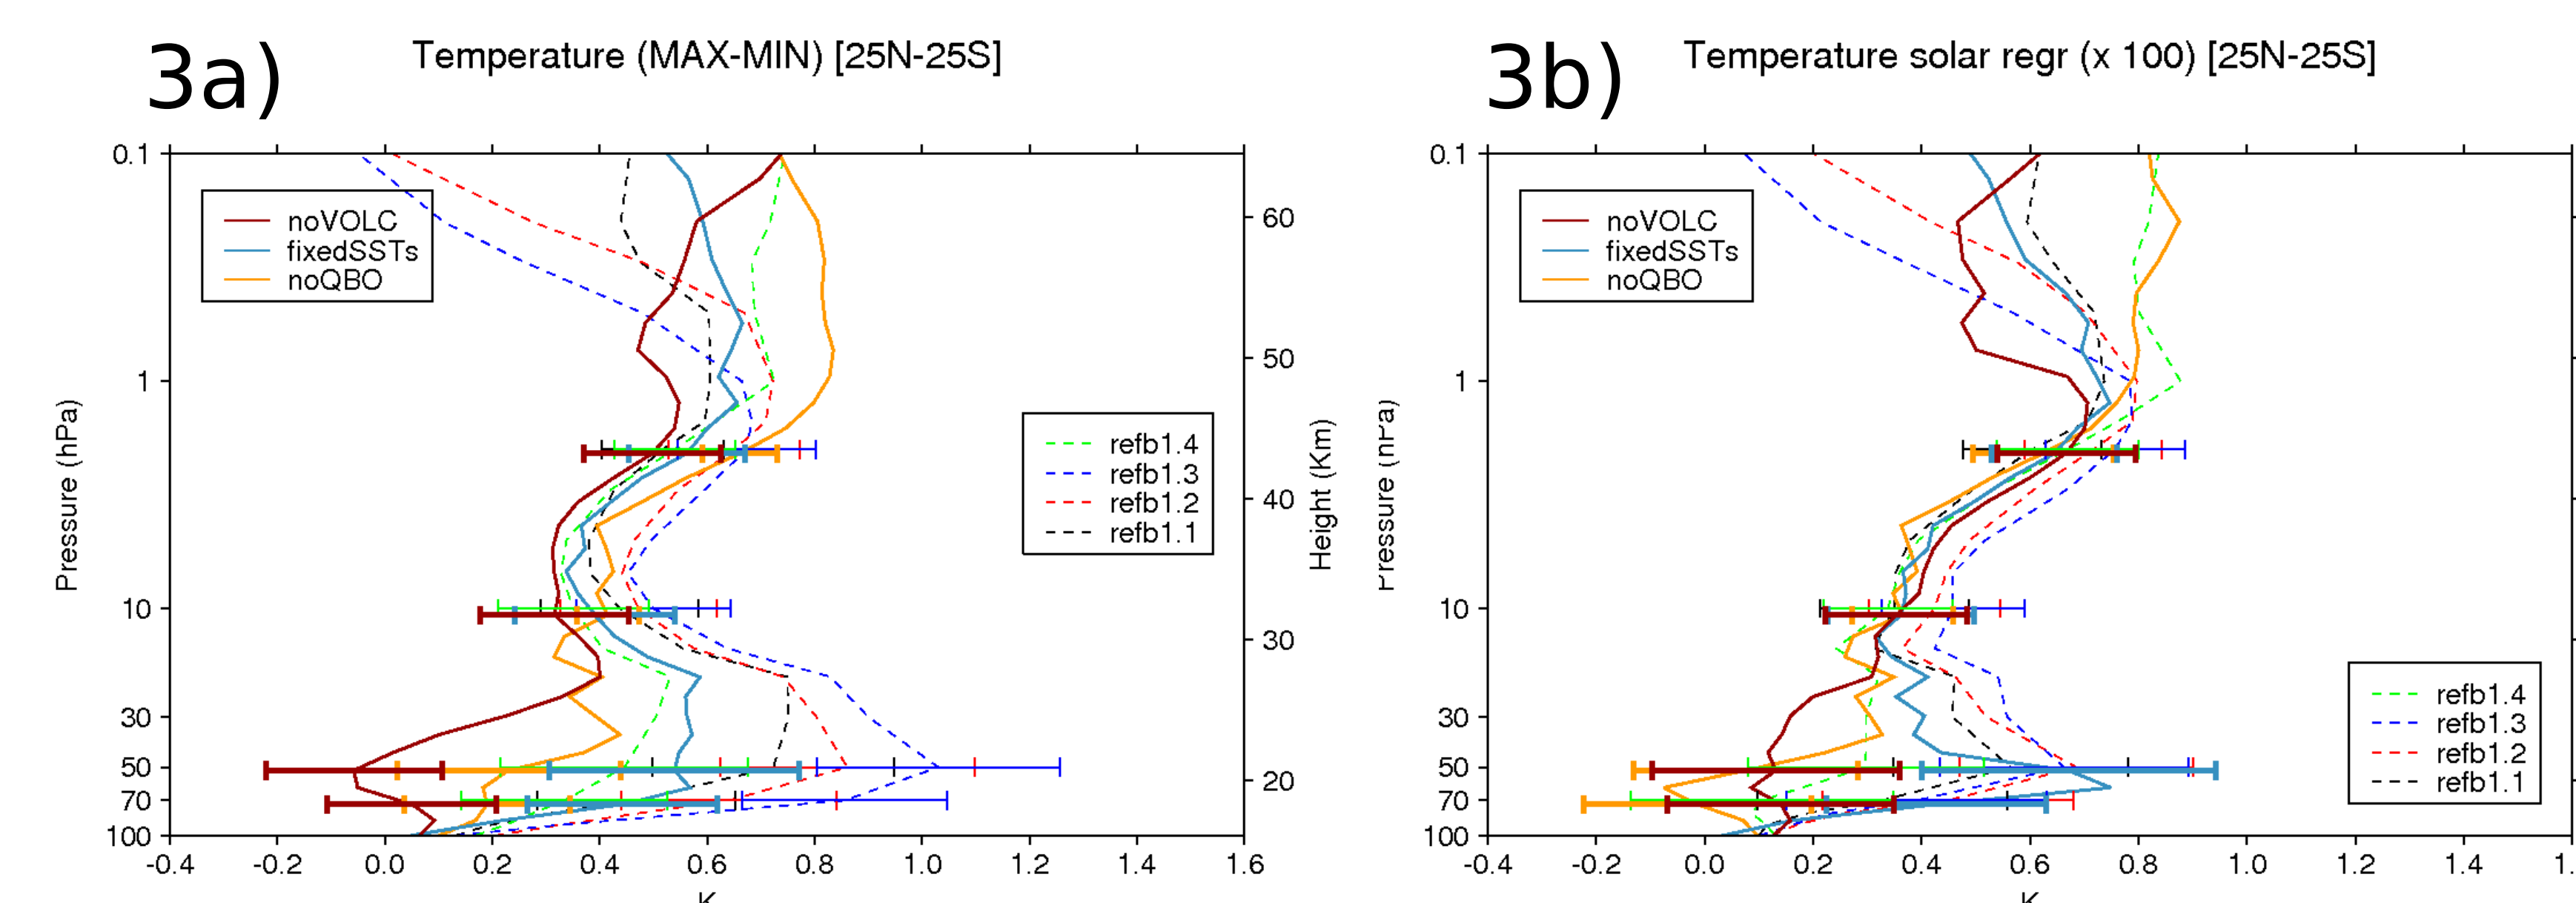 3a)
Temperature (MAX-MIN) [25N-25S]
0.1
1
10
30
50
70
100
Pressure (hPa)
noVOLC
fixedSSTs
noQBO
refb1.4
refb1.3
refb1.2
refb1.1
60
50
40
30
20
Height (Km)
-0.4 -0.2 0.0 0.2 0.4 0.6 0.8 1.0 1.2 1.4 1.6
K
3b)
Temperature solar regr (x 100) [25N-25S]
0.1
1
10
30
50
70
100
Pressure (hPa)
noVOLC
fixedSSTs
noQBO
refb1.4
refb1.3
refb1.2
refb1.1
-0.4 -0.2 0.0 0.2 0.4 0.6 0.8 1.0 1.2 1.4 1.
K